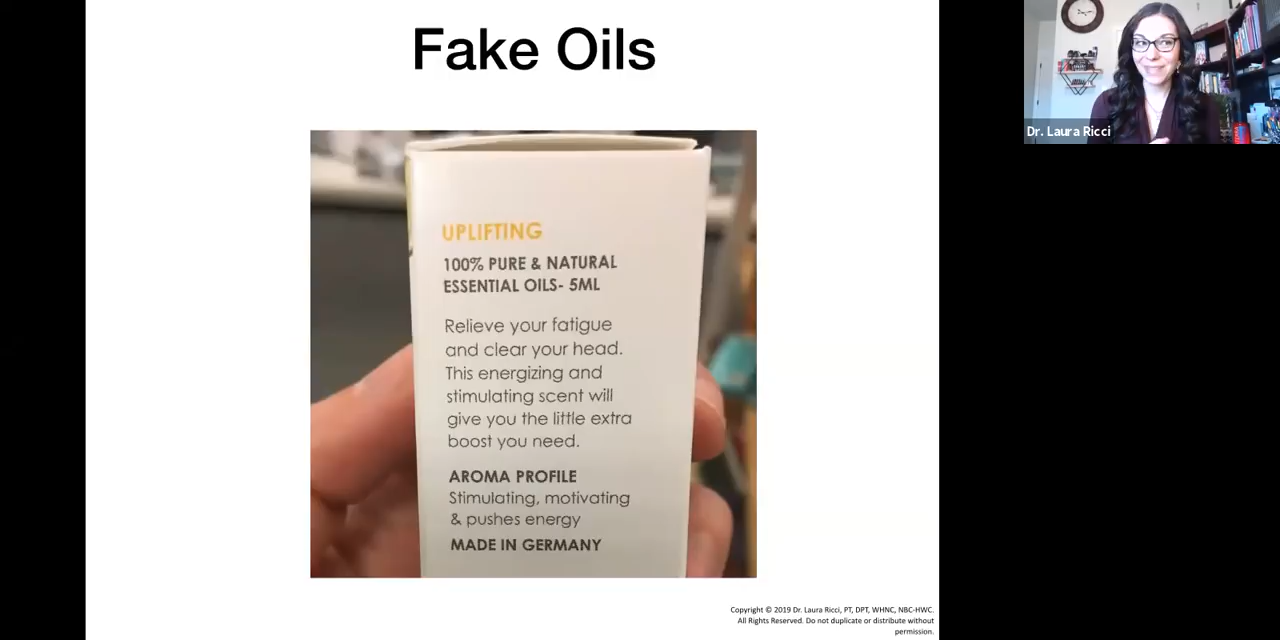 Fake Oils
UPLIFTING
100% PURE & NATURAL
ESSENTIAL OILS- 5ML
Relieve your fatigue
and clear your head.
This energizing and
stimulating scent will
give you the little extra
boost you need.
AROMA PROFILE
Stimulating, motivating
& pushes energy
MADE IN GERMANY
Dr. Laura Ricci
Copyright © 2019 Dr. Laura Ricci, PT, DPT, WHNC, NBC-HWC.
All Rights Reserved. Do not duplicate or distribute without
permission.